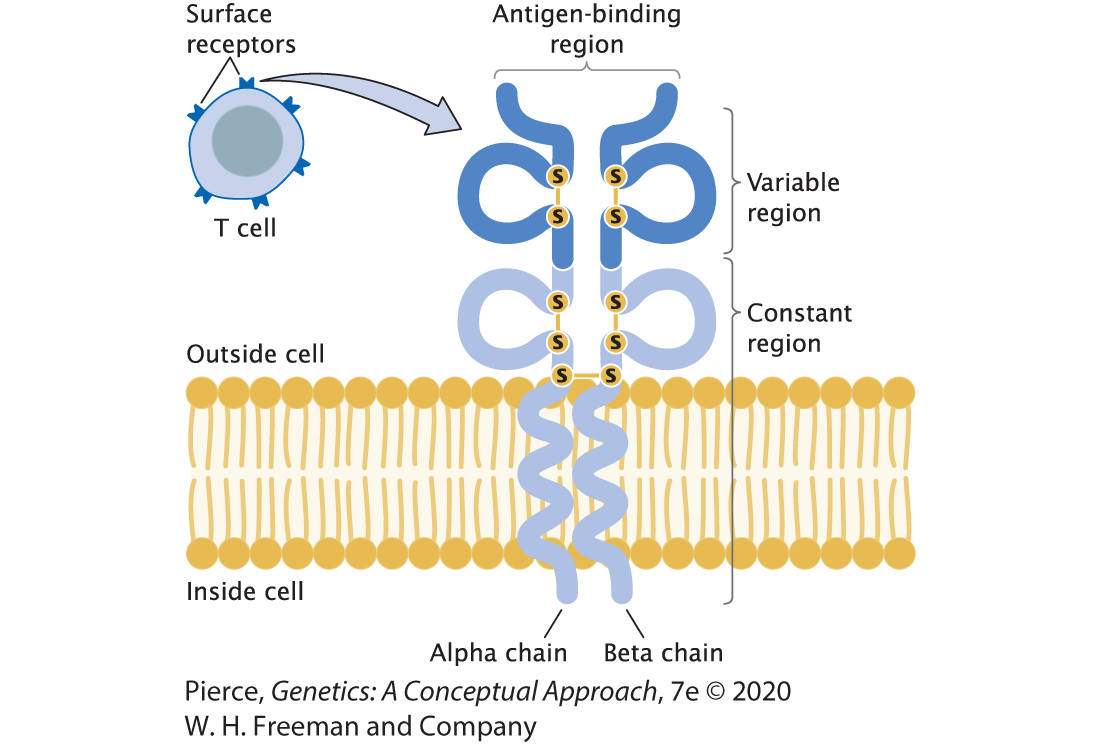 Surface
receptors
T cell
Antigen-binding
region
S
S
S
S
Variable
region
S
S
S
S
S
S
Constant
region
Outside cell
Inside cell
Alpha chain
Beta chain
Pierce, Genetics: A Conceptual Approach, 7e © 2020
W. H. Freeman and Company